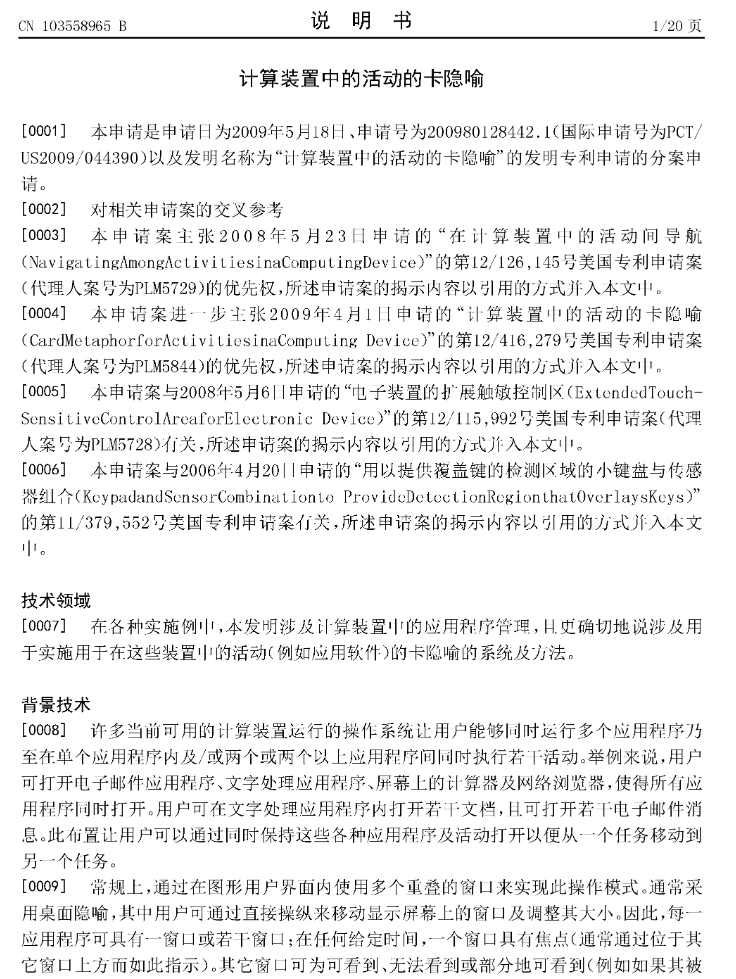 CN 103558965 B
说 明 书
1/20 页
计算装置中的活动的卡隐喻
[0001] 本申请是申请日为2009年5月18日、申请号为200980128442.1(国际申请号为PCT/
US2009/044390)以及发明名称为“计算装置中的活动的卡隐喻”的发明专利申请的分案申
请。
[0002] 对相关申请案的交叉参考
[0003] 本申请案主张2008年5月23日申请的“在计算装置中的活动间导航
(NavigatingAmongActivitiesinaComputingDevice)”的第12/126,145号美国专利申请案
(代理人案号为PLM5729)的优先权,所述申请案的揭示内容以引用的方式并入本文中。
[0004] 本申请案进一步主张2009年4月1日申请的“计算装置中的活动的卡隐喻
(CardMetaphorforActivitiesinaComputing Device)”的第12/416,279号美国专利申请案
(代理人案号为PLM5844)的优先权,所述申请案的揭示内容以引用的方式并入本文中。
[0005] 本申请案与2008年5月6日申请的“电子装置的扩展触敏控制区(ExtendedTouch-
SensitiveControlAreaforElectronic Device)”的第12/115,992号美国专利申请案(代理
人案号为PLM5728)有关,所述申请案的揭示内容以引用的方式并入本文中。
[0006] 本申请案与2006年4月20日申请的“用以提供覆盖键的检测区域的小键盘与传感
器组合(KeypadandSensorCombinationto ProvideDetectionRegionthatOverlaysKeys)”
的第11/379,552号美国专利申请案有关,所述申请案的揭示内容以引用的方式并入本文
中。
技术领域
[0007] 在各种实施例中,本发明涉及计算装置中的应用程序管理,且更确切地说涉及用
于实施用于在这些装置中的活动(例如应用软件)的卡隐喻的系统及方法。
背景技术
[0008] 许多当前可用的计算装置运行的操作系统让用户能够同时运行多个应用程序乃
至在单个应用程序内及/或两个或两个以上应用程序间同时执行若干活动。举例来说,用户
可打开电子邮件应用程序、文字处理应用程序、屏幕上的计算器及网络浏览器,使得所有应
用程序同时打开。用户可在文字处理应用程序内打开若干文档,且可打开若干电子邮件消
息。此布置让用户可以通过同时保持这些各种应用程序及活动打开以便从一个任务移动到
另一个任务。
[0009] 常规上,通过在图形用户界面内使用多个重叠的窗口来实现此操作模式。通常采
用桌面隐喻,其中用户可通过直接操纵来移动显示屏幕上的窗口及调整其大小。因此,每一
应用程序可具有一窗口或若干窗口;在任何给定时间,一个窗口具有焦点(通常通过位于其
它窗口上方而如此指示)。其它窗口可为可看到、无法看到或部分地可看到(例如如果其被